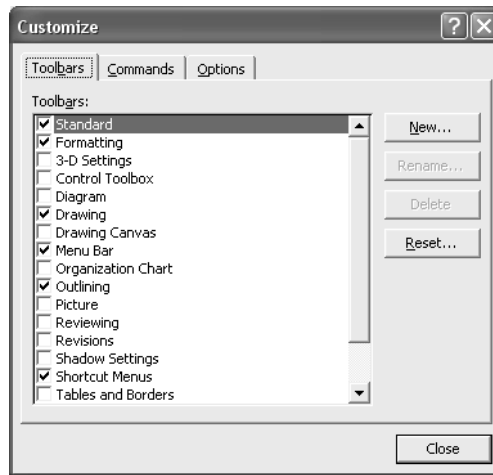 Customize
Toolbars Commands Options
Toolbars:
Standard
Formatting
3-D Settings
Control Toolbox
Diagram
Drawing
Drawing Canvas
Menu Bar
Organization Chart
Outlining
Picture
Reviewing
Revisions
Shadow Settings
Shortcut Menus
Tables and Borders
New...
Rename...
Delete
Reset...
Close